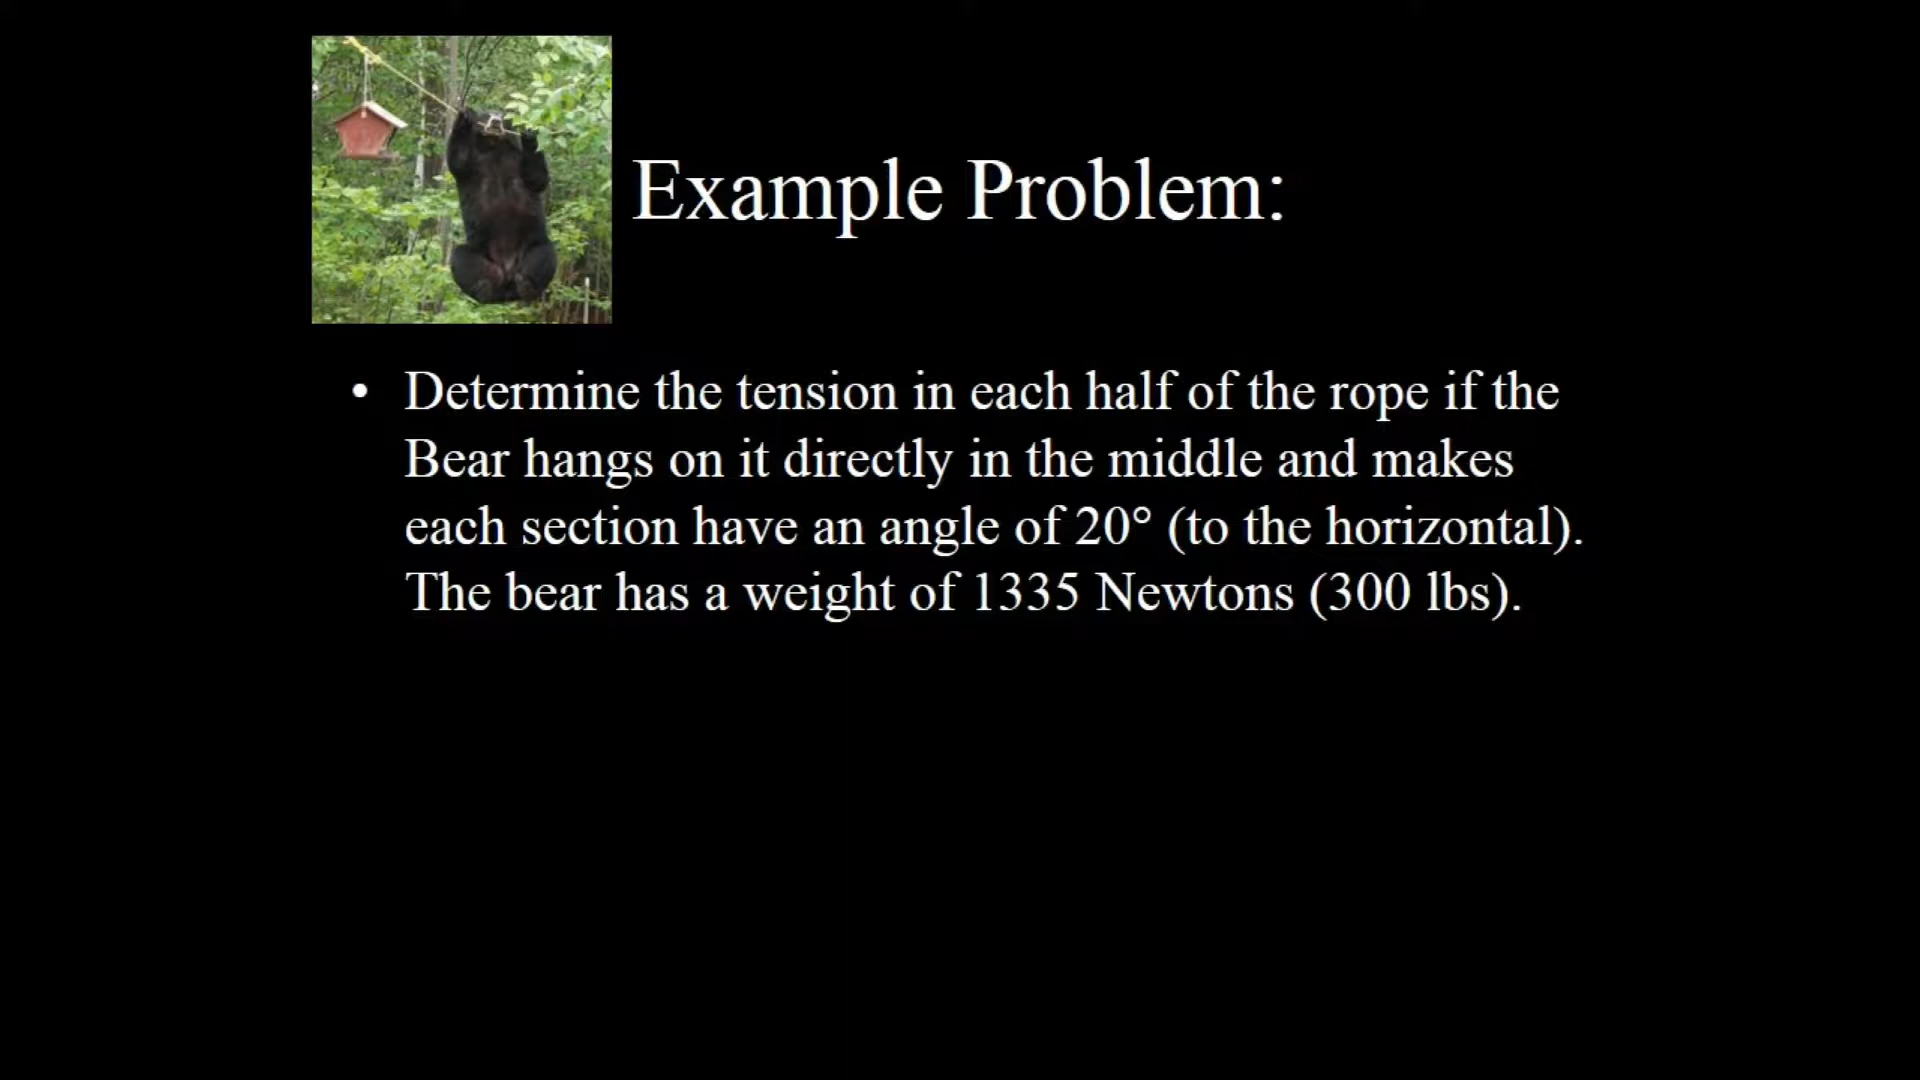 Example Problem:
• Determine the tension in each half of the rope if the
Bear hangs on it directly in the middle and makes
each section have an angle of 20° (to the horizontal).
The bear has a weight of 1335 Newtons (300 lbs).